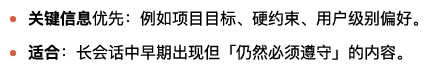 • 关键信息优先：例如项目目标、硬约束、用户级别偏好。
• 适合：长会话中早期出现但「仍然必须遵守」的内容。